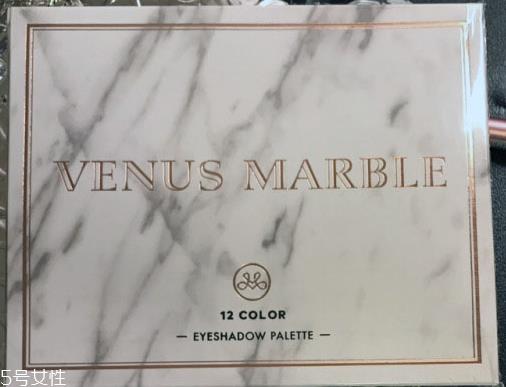 VENUS MARBLE
12 COLOR
— EYESHADOW PALETTE —
5号女性